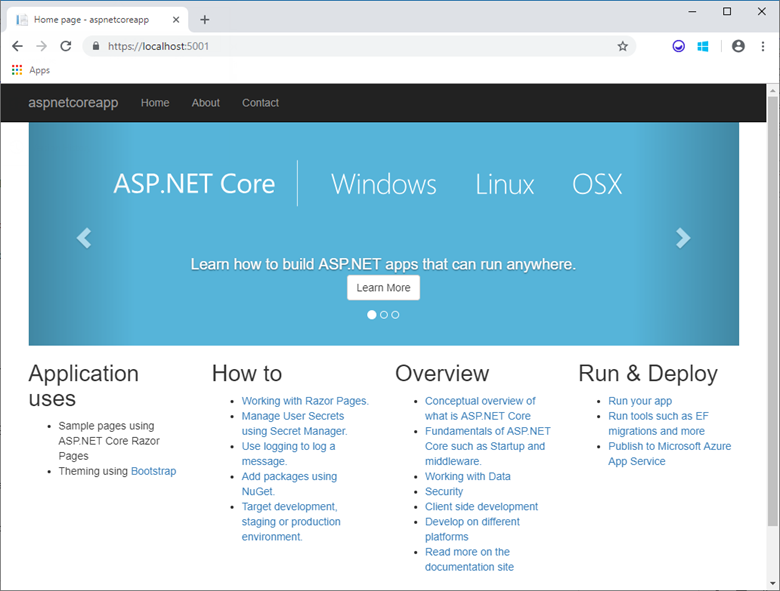 Home page - aspnetcoreapp
https://localhost:5001
Apps
aspnetcoreapp Home About Contact
ASP.NET Core Windows Linux OSX
Learn how to build ASP.NET apps that can run anywhere.
Learn More
Application
uses
Sample pages using
ASP.NET Core Razor
Pages
Theming using Bootstrap
How to
Working with Razor Pages.
Manage User Secrets
using Secret Manager.
Use logging to log a
message.
Add packages using
NuGet.
Target development,
staging or production
environment.
Overview
Conceptual overview of
what is ASP.NET Core
Fundamentals of ASP.NET
Core such as Startup and
middleware.
Working with Data
Security
Client side development
Develop on different
platforms
Read more on the
documentation site
Run & Deploy
Run your app
Run tools such as EF
migrations and more
Publish to Microsoft Azure
App Service